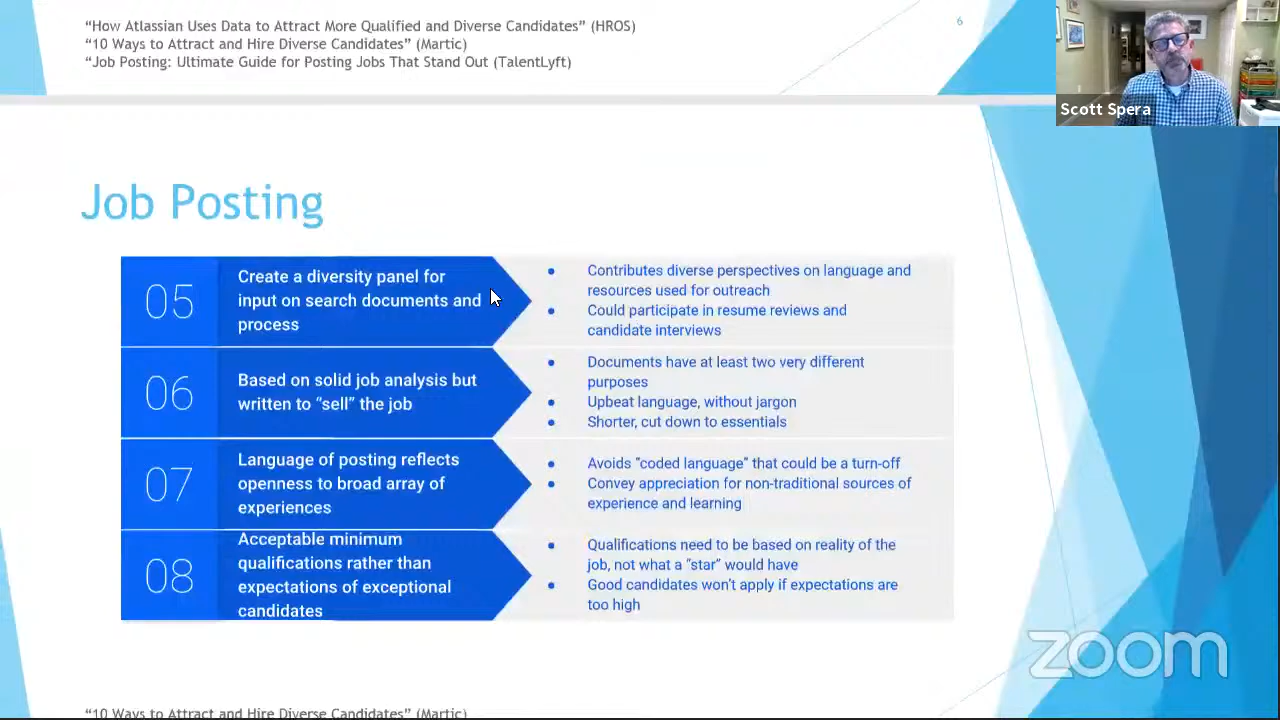 “How Atlassian Uses Data to Attract More Qualified and Diverse Candidates” (HROS)
“10 Ways to Attract and Hire Diverse Candidates” (Martic)
“Job Posting: Ultimate Guide for Posting Jobs That Stand Out (TalentLyft)
6
Scott Spera
Job Posting
05
Create a diversity panel for
input on search documents and
process
Contributes diverse perspectives on language and
resources used for outreach
Could participate in resume reviews and
candidate interviews
06
Based on solid job analysis but
written to “sell” the job
Documents have at least two very different
purposes
Upbeat language, without jargon
Shorter, cut down to essentials
07
Language of posting reflects
openness to broad array of
experiences
Avoids “coded language” that could be a turn-off
Convey appreciation for non-traditional sources of
experience and learning
08
Acceptable minimum
qualifications rather than
expectations of exceptional
candidates
Qualifications need to be based on reality of the
job, not what a “star” would have
Good candidates won’t apply if expectations are
too high
zoom
“10 Ways to Attract and Hire Diverse Candidates” (Martic)